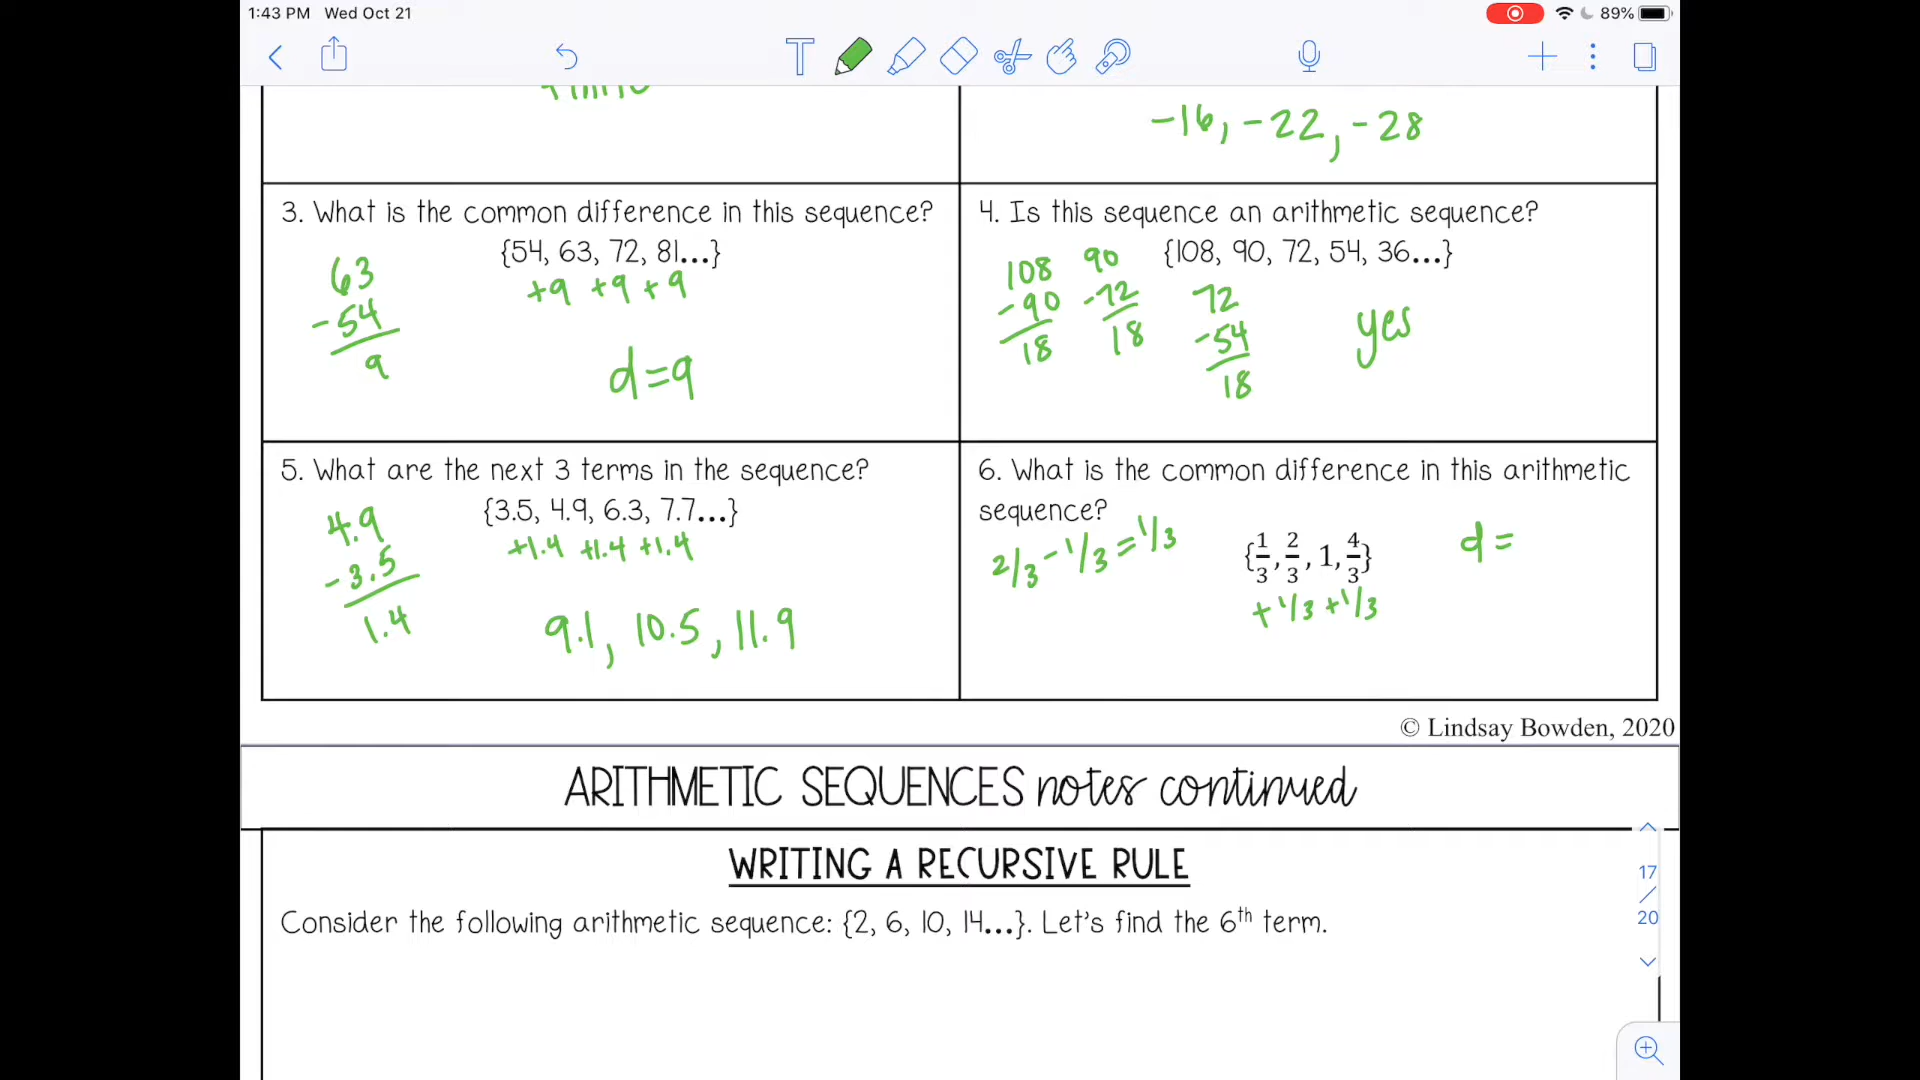 1:43 PM Wed Oct 21
89%
-16, -22, -28
3. What is the common difference in this sequence?
{54, 63, 72, 81...}
+9 +9 +9
63
-54
9
d=9
4. Is this sequence an arithmetic sequence?
{108, 90, 72, 54, 36...}
108
-90
18
90
-72
18
72
-54
18
yes
5. What are the next 3 terms in the sequence?
{3.5, 4.9, 6.3, 7.7...}
+1.4 +1.4 +1.4
4.9
-3.5
1.4
9.1, 10.5, 11.9
6. What is the common difference in this arithmetic
sequence?
2/3 - 1/3 = 1/3
{1/3, 2/3, 1, 4/3}
+1/3 +1/3
d=
© Lindsay Bowden, 2020
ARITHMETIC SEQUENCES notes continued
WRITING A RECURSIVE RULE
Consider the following arithmetic sequence: {2, 6, 10, 14...}. Let's find the 6th term.
17
/
20